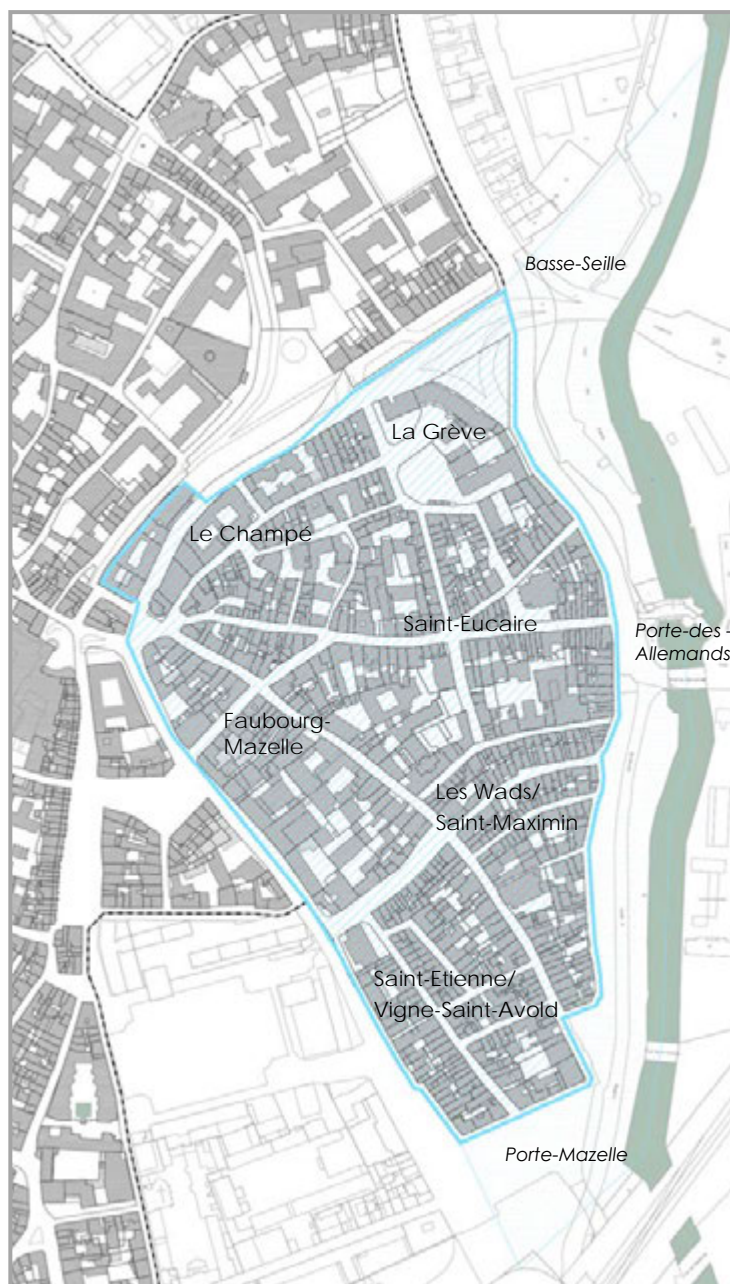 Basse-Seille
La Grève
Le Champé
Saint-Eucaire
Porte-des -
Allemands
Faubourg-
Mazelle
Les Wads/
Saint-Maximin
Saint-Etienne/
Vigne-Saint-Avold
Porte-Mazelle